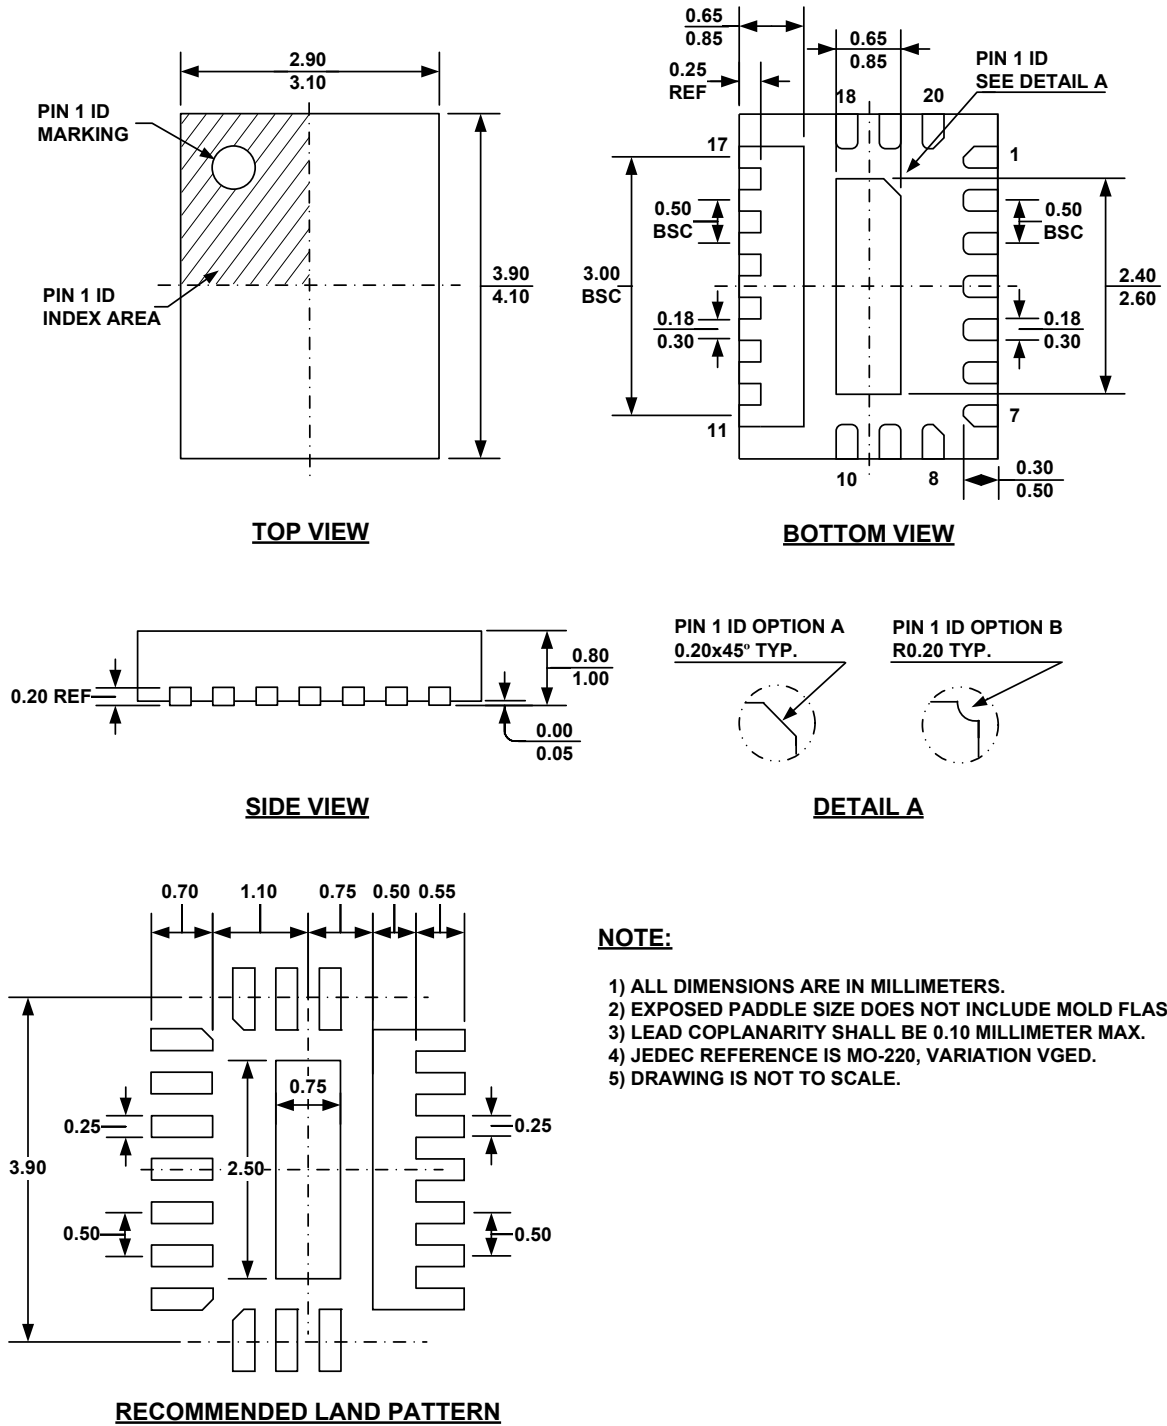 2.90
3.10
PIN 1 ID
MARKING
PIN 1 ID
INDEX AREA
3.90
4.10
TOP VIEW
0.65
0.85
0.65
0.85
0.25
REF
PIN 1 ID
SEE DETAIL A
18
20
17
1
0.50
BSC
0.50
BSC
3.00
BSC
2.40
2.60
0.18
0.30
0.18
0.30
11
7
10
8
0.30
0.50
BOTTOM VIEW
0.20 REF
0.80
1.00
0.00
0.05
SIDE VIEW
PIN 1 ID OPTION A
0.20x45º TYP.
PIN 1 ID OPTION B
R0.20 TYP.
DETAIL A
0.70 1.10 0.75 0.50 0.55
0.75
0.25
0.25
3.90
2.50
0.50
0.50
RECOMMENDED LAND PATTERN
NOTE:
1) ALL DIMENSIONS ARE IN MILLIMETERS.
2) EXPOSED PADDLE SIZE DOES NOT INCLUDE MOLD FLAS
3) LEAD COPLANARITY SHALL BE 0.10 MILLIMETER MAX.
4) JEDEC REFERENCE IS MO-220, VARIATION VGED.
5) DRAWING IS NOT TO SCALE.